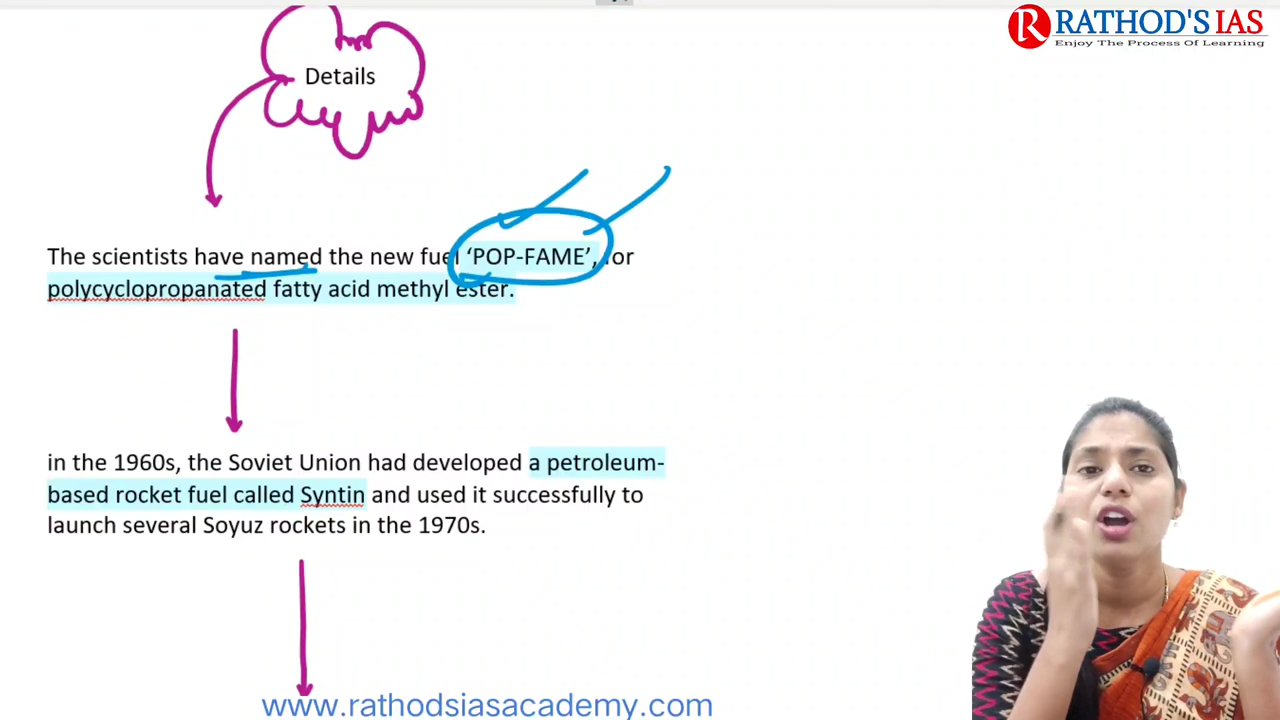 RATHOD'S IAS
Enjoy The Process Of Learning
Details
The scientists have named the new fuel ‘POP-FAME’, for
polycyclopropanated fatty acid methyl ester.
in the 1960s, the Soviet Union had developed a petroleum-
based rocket fuel called Syntin and used it successfully to
launch several Soyuz rockets in the 1970s.
www.rathodsiasacademy.com